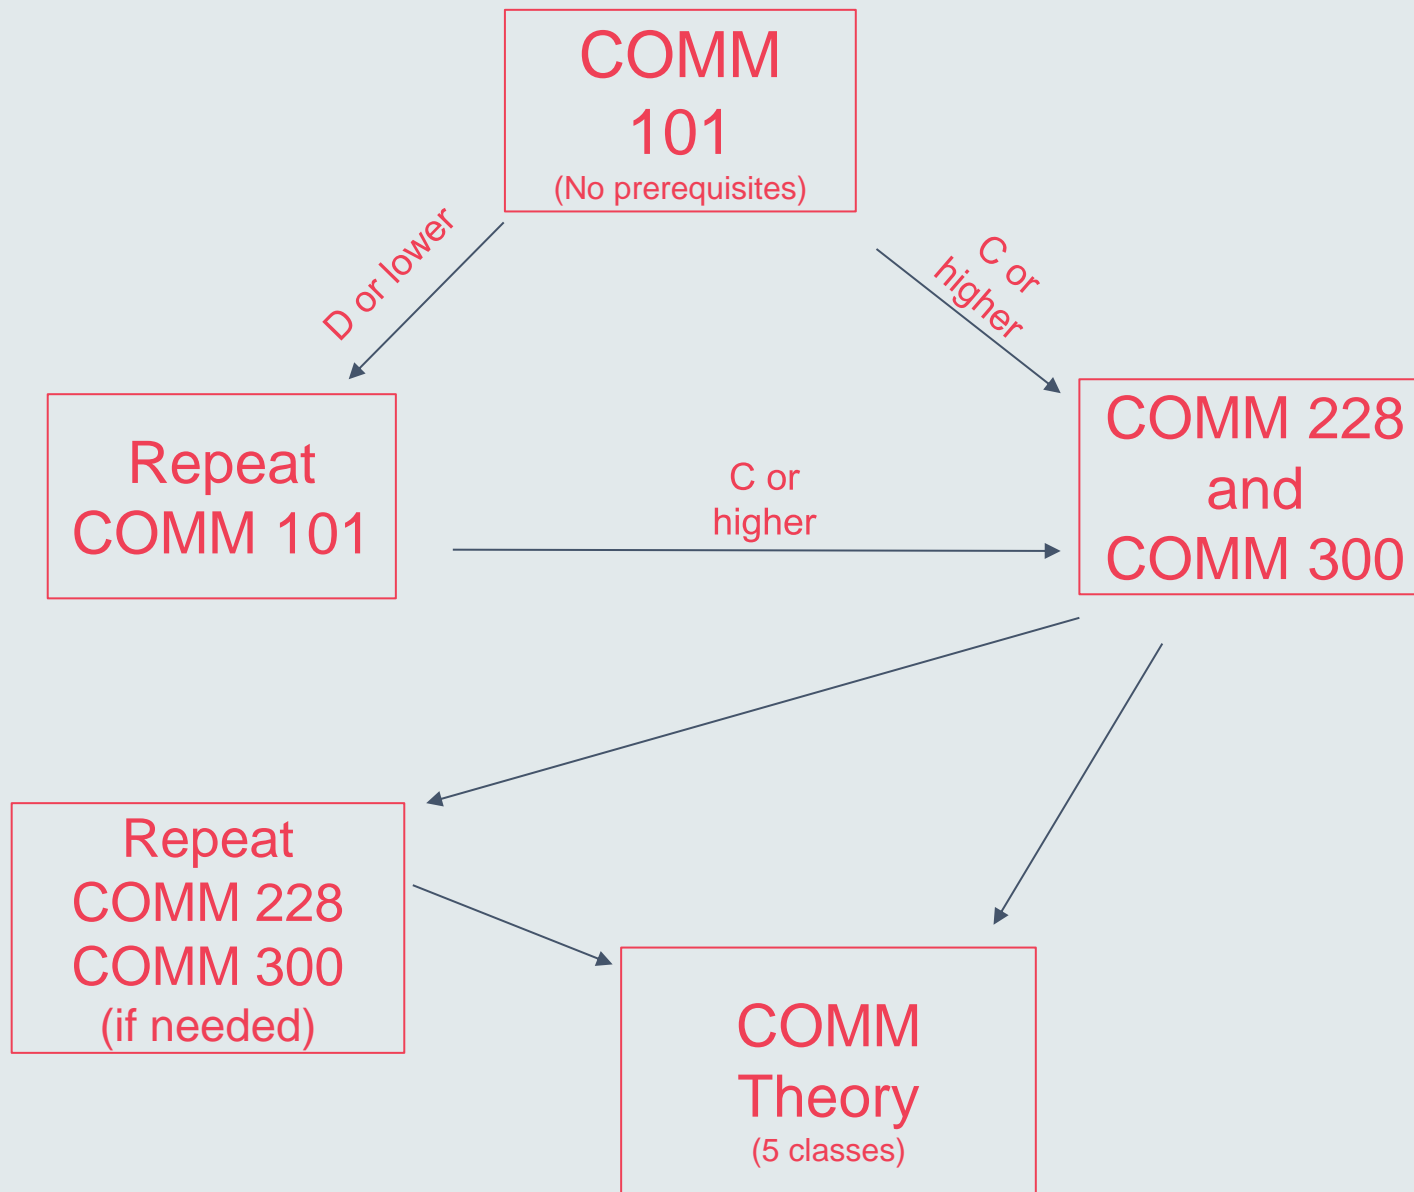 COMM
101
(No prerequisites)
D or lower
C or
higher
Repeat
COMM 101
C or
higher
COMM 228
and
COMM 300
Repeat
COMM 228
COMM 300
(if needed)
COMM
Theory
(5 classes)